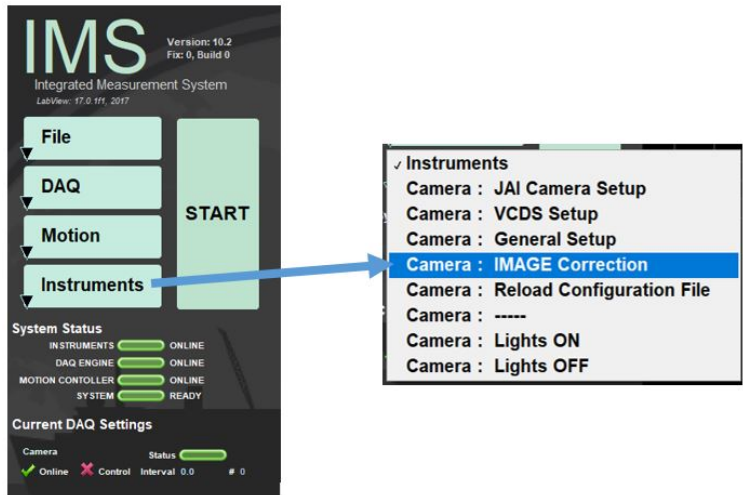 IMS
Version: 10.2
Fix: 0, Build 0
Integrated Measurement System
LabView: 17.0.1f1, 2017
File
DAQ
Motion
Instruments
START
System Status
INSTRUMENTS ONLINE
DAQ ENGINE ONLINE
MOTION CONTOLLER ONLINE
SYSTEM READY
Current DAQ Settings
Camera Status
Online Control Interval 0.0 # 0
✓ Instruments
Camera : JAI Camera Setup
Camera : VCDS Setup
Camera : General Setup
Camera : IMAGE Correction
Camera : Reload Configuration File
Camera : -----
Camera : Lights ON
Camera : Lights OFF